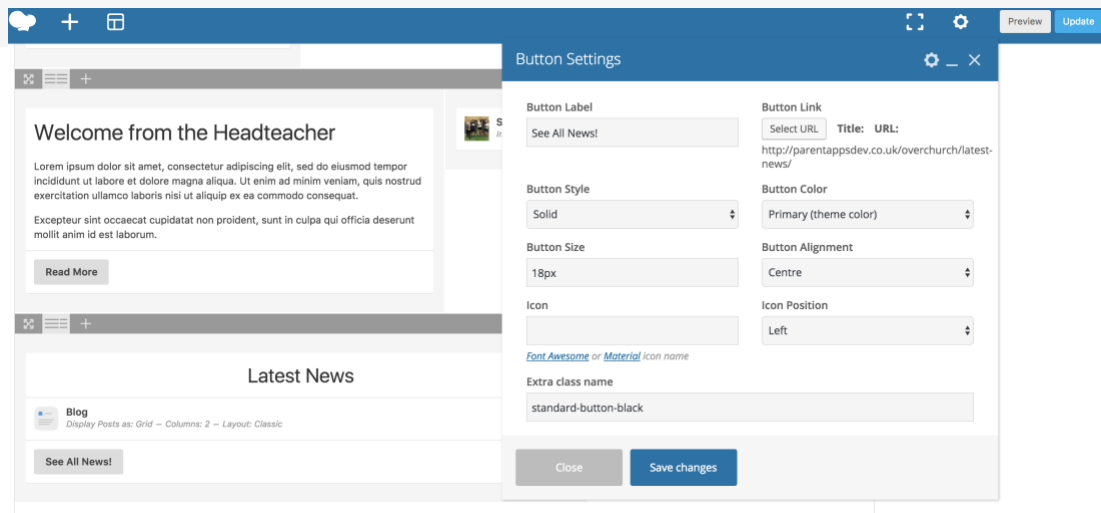 Preview
Update
Button Settings
Welcome from the Headteacher
Lorem ipsum dolor sit amet, consectetur adipiscing elit, sed do eiusmod tempor
incididunt ut labore et dolore magna aliqua. Ut enim ad minim veniam, quis nostrud
exercitation ullamco laboris nisi ut aliquip ex ea commodo consequat.
Excepteur sint occaecat cupidatat non proident, sunt in culpa qui officia deserunt
mollit anim id est laborum.
Read More
Latest News
Blog
Display Posts as: Grid – Columns: 2 – Layout: Classic
See All News!
Button Label
See All News!
Button Link
Select URL Title: URL:
http://parentappsdev.co.uk/overchurch/latest-
news/
Button Style
Solid
Button Color
Primary (theme color)
Button Size
18px
Button Alignment
Centre
Icon
Icon Position
Left
Font Awesome or Material icon name
Extra class name
standard-button-black
Close
Save changes